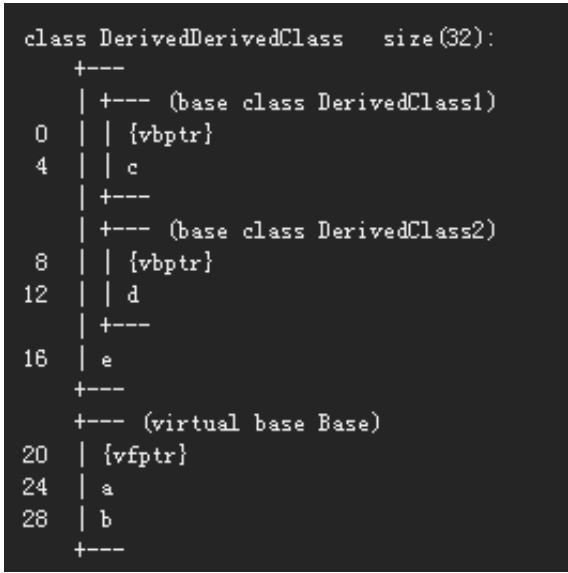 class DerivedDerivedClass   size(32):
     +---
     | +--- (base class DerivedClass1)
 0   | | {vbptr}
 4   | | c
     | +---
     | +--- (base class DerivedClass2)
 8   | | {vbptr}
12   | | d
     | +---
16   | e
     +---
     +--- (virtual base Base)
20   | {vfptr}
24   | a
28   | b
     +---